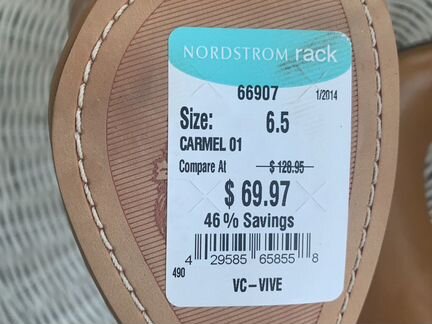 NORDSTROM rack
66907 1/2014
Size: 6.5
CARMEL 01
Compare At $ 128.95
$ 69.97
46% Savings
4 29585 65855 8
490
VC-VIVE